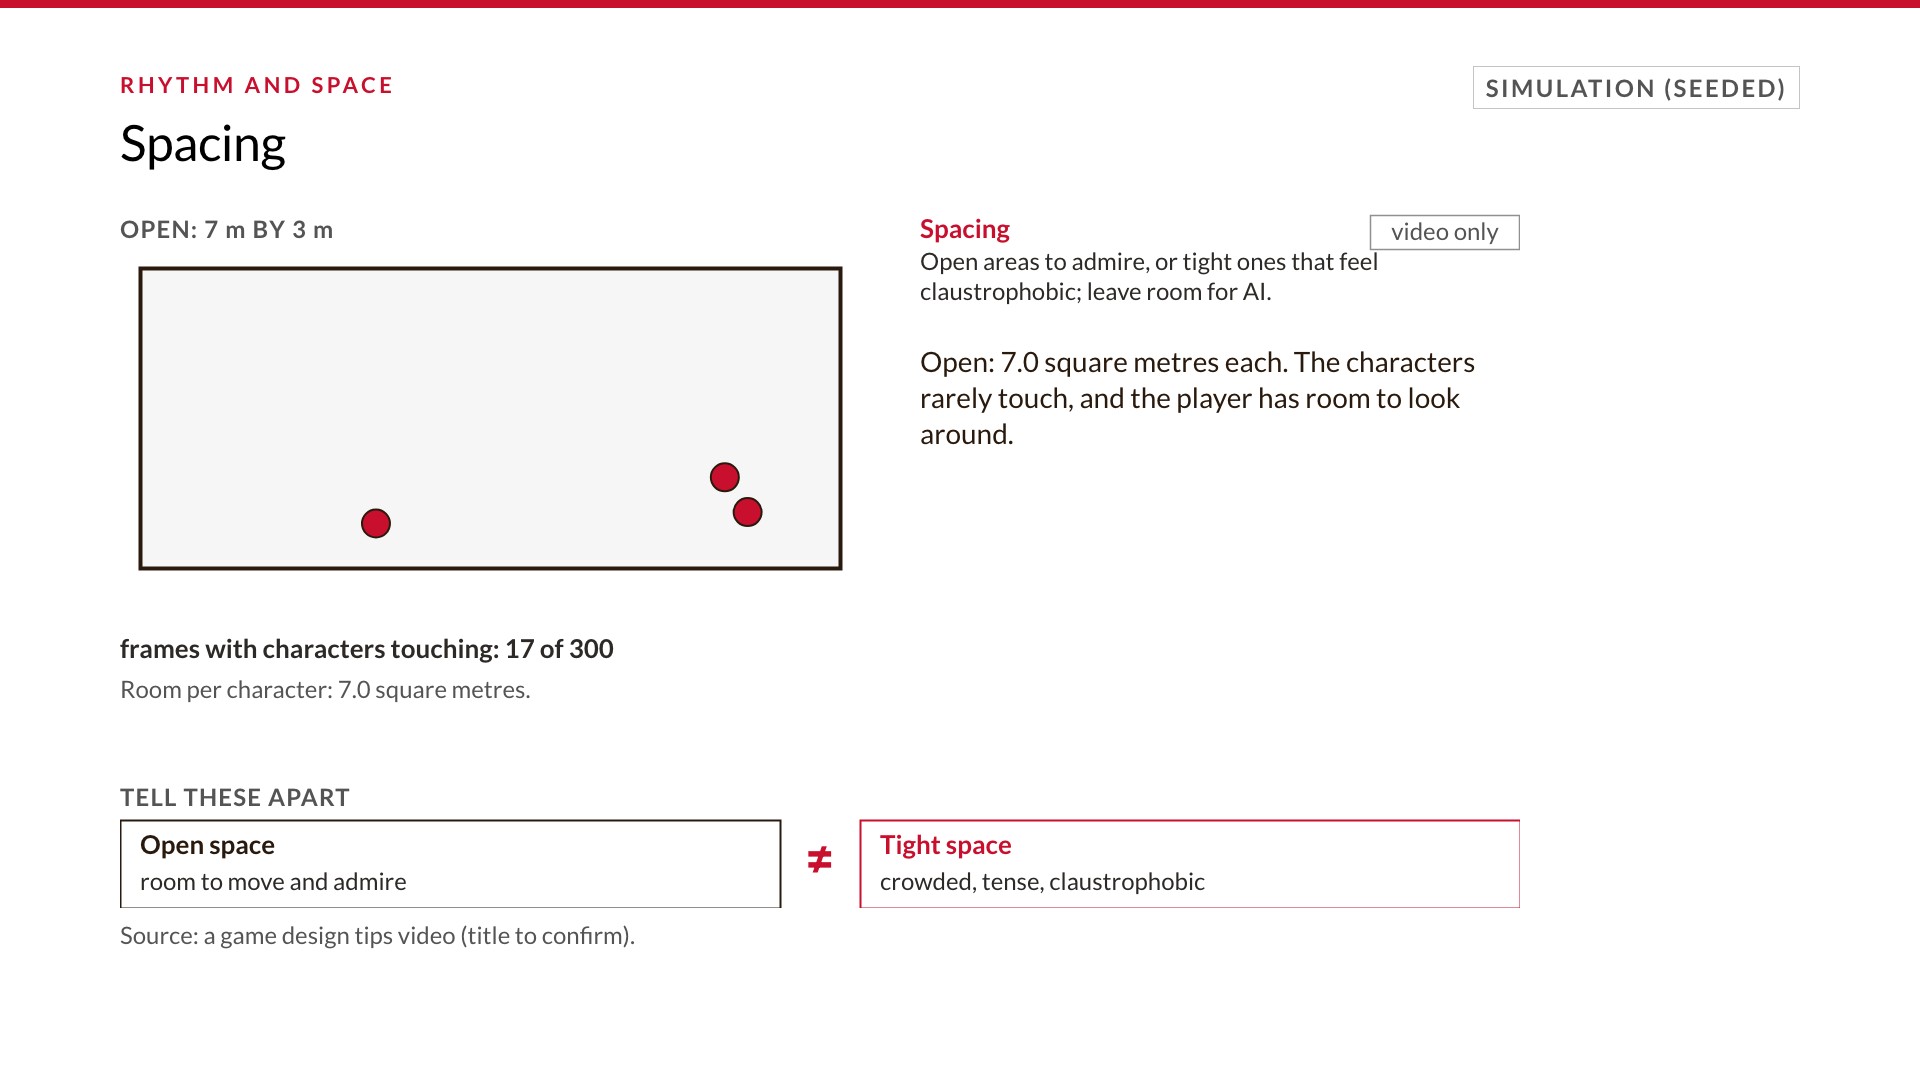 RHYTHM AND SPACE
SIMULATION (SEEDED)
Spacing
OPEN: 7 m BY 3 m
Spacing
video only
Open areas to admire, or tight ones that feel
claustrophobic; leave room for AI.
Open: 7.0 square metres each. The characters
rarely touch, and the player has room to look
around.
frames with characters touching: 17 of 300
Room per character: 7.0 square metres.
TELL THESE APART
Open space
room to move and admire
≠
Tight space
crowded, tense, claustrophobic
Source: a game design tips video (title to confirm).